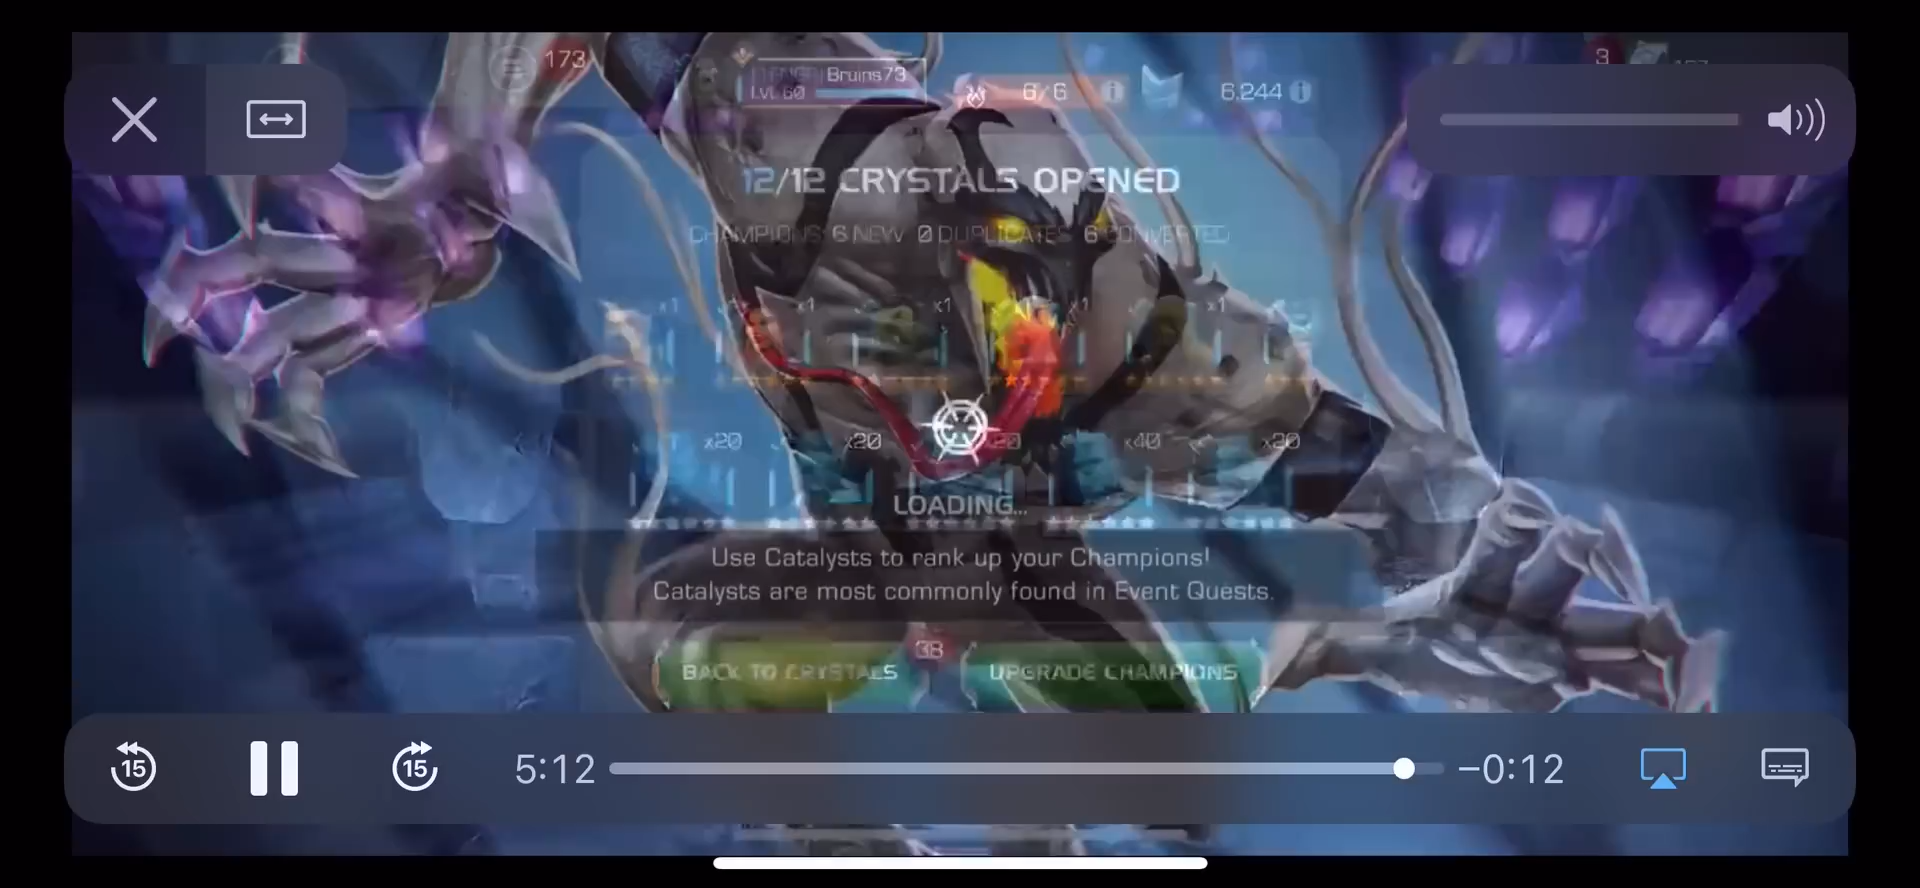 173
Bruins73
LVL 60
6/6
6,244
3
12/12 CRYSTALS OPENED
CHAMPIONS: 6 NEW 0 DUPLICATES 6 CONVERTED
x1 x1 x1 x1 x1
x20 x20 x20 x40 x20
LOADING...
Use Catalysts to rank up your Champions!
Catalysts are most commonly found in Event Quests.
38
BACK TO CRYSTALS UPGRADE CHAMPIONS
15 15 5:12 −0:12